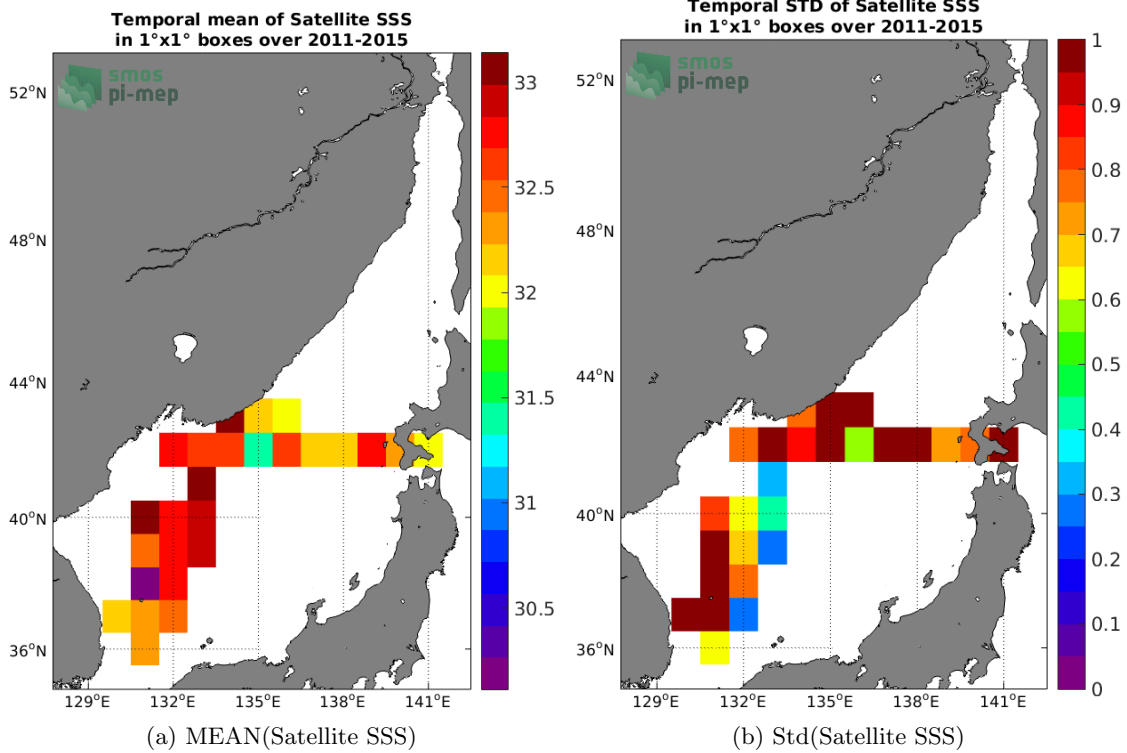 Temporal mean of Satellite SSS
in 1°x1° boxes over 2011-2015
smos
pi-mep
52°N
48°N
44°N
40°N
36°N
129°E
132°E
135°E
138°E
141°E
33
32.5
32
31.5
31
30.5
(a) MEAN(Satellite SSS)
Temporal STD of Satellite SSS
in 1°x1° boxes over 2011-2015
smos
pi-mep
52°N
48°N
44°N
40°N
36°N
129°E
132°E
135°E
138°E
141°E
1
0.9
0.8
0.7
0.6
0.5
0.4
0.3
0.2
0.1
0
(b) Std(Satellite SSS)